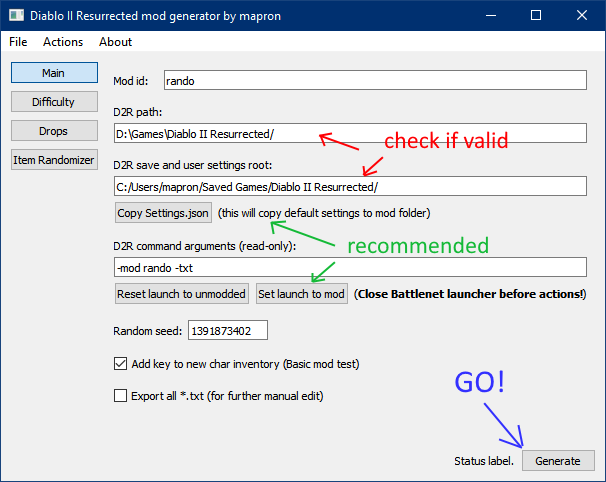 Diablo II Resurrected mod generator by mapron
File Actions About
Main
Difficulty
Drops
Item Randomizer
Mod id: rando
D2R path:
D:\Games\Diablo II Resurrected/
check if valid
D2R save and user settings root:
C:/Users/mapron/Saved Games/Diablo II Resurrected/
Copy Settings.json (this will copy default settings to mod folder)
recommended
D2R command arguments (read-only):
-mod rando -txt
Reset launch to unmodded Set launch to mod (Close Battlenet launcher before actions!)
Random seed: 1391873402
Add key to new char inventory (Basic mod test)
Export all *.txt (for further manual edit)
GO!
Status label. Generate